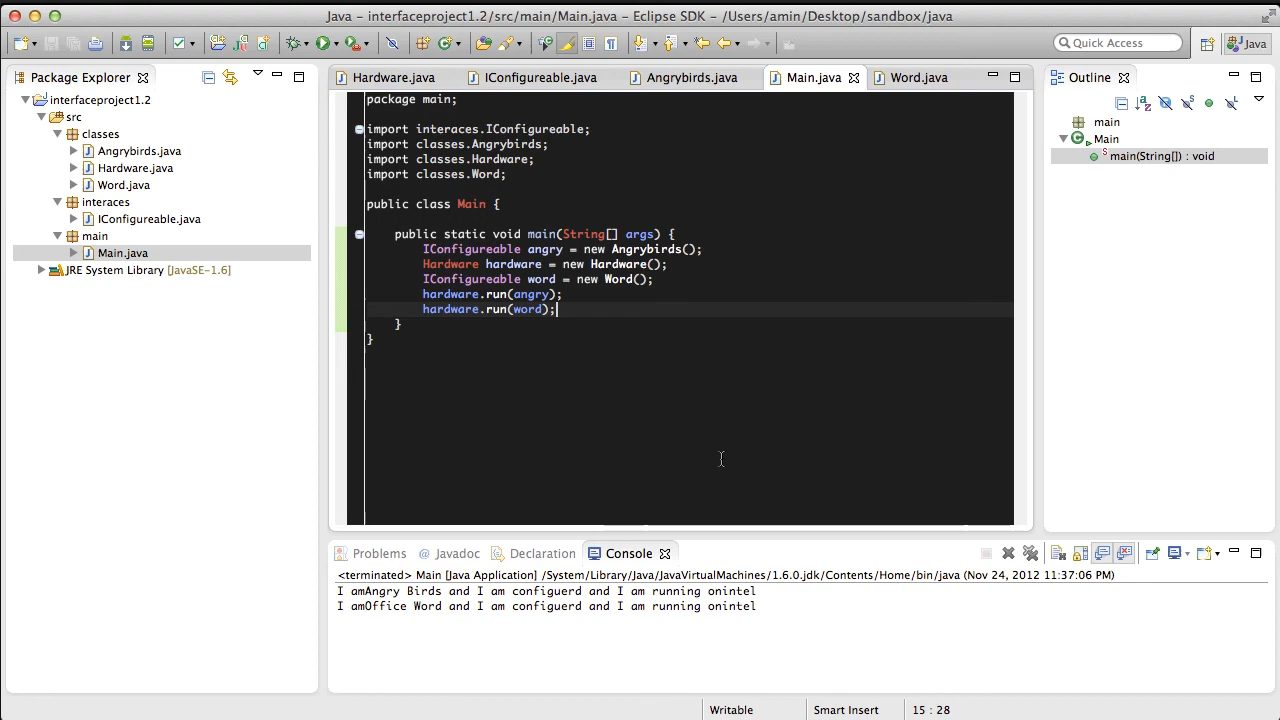 Java - interfaceproject1.2/src/main/Main.java - Eclipse SDK - /Users/amin/Desktop/sandbox/java
Quick Access
Java
Package Explorer
interfaceproject1.2
src
classes
Angrybirds.java
Hardware.java
Word.java
interaces
IConfigureable.java
main
Main.java
JRE System Library [JavaSE-1.6]
Hardware.java
IConfigureable.java
Angrybirds.java
Main.java
Word.java
package main;
import interaces.IConfigureable;
import classes.Angrybirds;
import classes.Hardware;
import classes.Word;
public class Main {
public static void main(String[] args) {
IConfigureable angry = new Angrybirds();
Hardware hardware = new Hardware();
IConfigureable word = new Word();
hardware.run(angry);
hardware.run(word);
}
}
Outline
main
Main
main(String[]) : void
Problems
Javadoc
Declaration
Console
<terminated> Main [Java Application] /System/Library/Java/JavaVirtualMachines/1.6.0.jdk/Contents/Home/bin/java (Nov 24, 2012 11:37:06 PM)
I amAngry Birds and I am configuerd and I am running onintel
I amOffice Word and I am configuerd and I am running onintel
Writable
Smart Insert
15 : 28